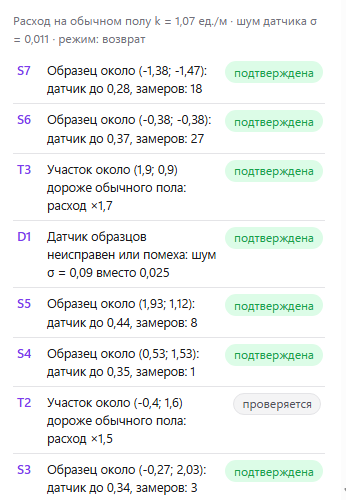 Расход на обычном полу k = 1,07 ед./м · шум датчика σ
= 0,011 · режим: возврат
S7 Образец около (-1,38; -1,47): подтверждена
датчик до 0,28, замеров: 18
S6 Образец около (-0,38; -0,38): подтверждена
датчик до 0,37, замеров: 27
T3 Участок около (1,9; 0,9) подтверждена
дороже обычного пола:
расход ×1,7
D1 Датчик образцов подтверждена
неисправен или помеха: шум
σ = 0,09 вместо 0,025
S5 Образец около (1,93; 1,12): подтверждена
датчик до 0,44, замеров: 8
S4 Образец около (0,53; 1,53): подтверждена
датчик до 0,35, замеров: 1
T2 Участок около (-0,4; 1,6) проверяется
дороже обычного пола:
расход ×1,5
S3 Образец около (-0,27; 2,03): подтверждена
датчик до 0,34, замеров: 3